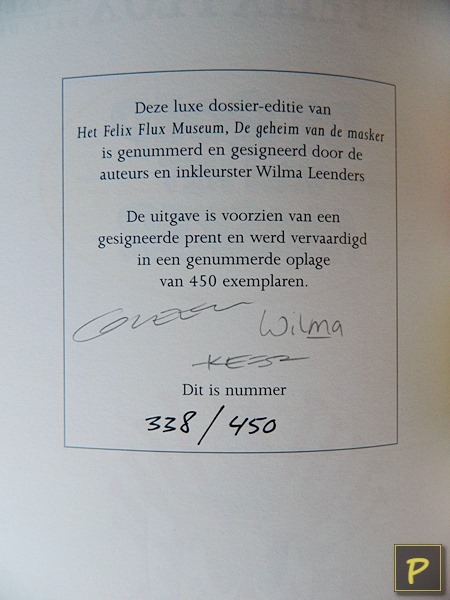 Deze luxe dossier-editie van
Het Felix Flux Museum, De geheim van de masker
is genummerd en gesigneerd door de
auteurs en inkleurster Wilma Leenders
De uitgave is voorzien van een
gesigneerde prent en werd vervaardigd
in een genummerde oplage
van 450 exemplaren.
Wilma
Dit is nummer
338 / 450
P